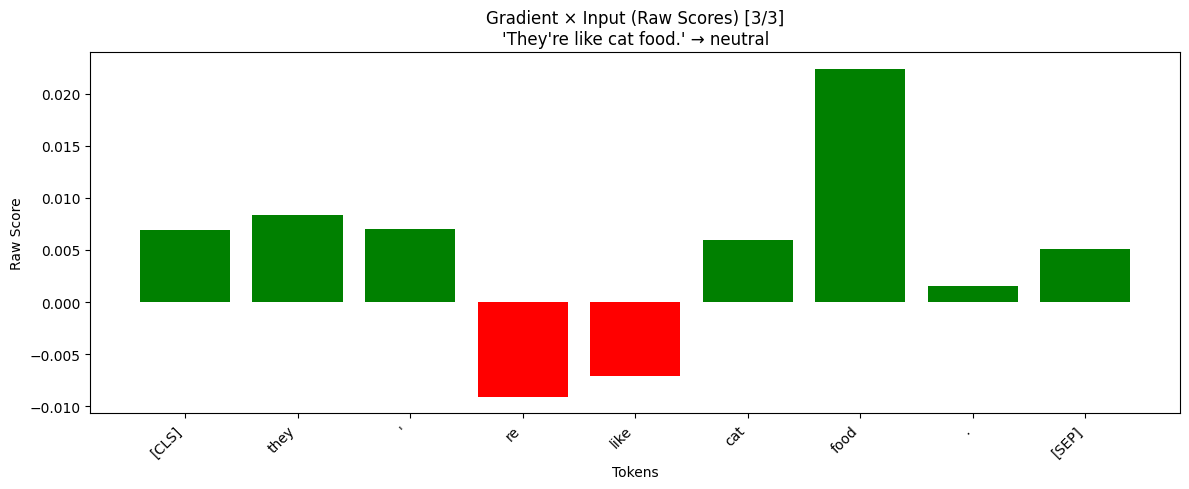 Gradient × Input (Raw Scores) [3/3]
'They're like cat food.' → neutral
Raw Score
0.020
0.015
0.010
0.005
0.000
−0.005
−0.010
[CLS]
they
'
re
like
cat
food
.
[SEP]
Tokens